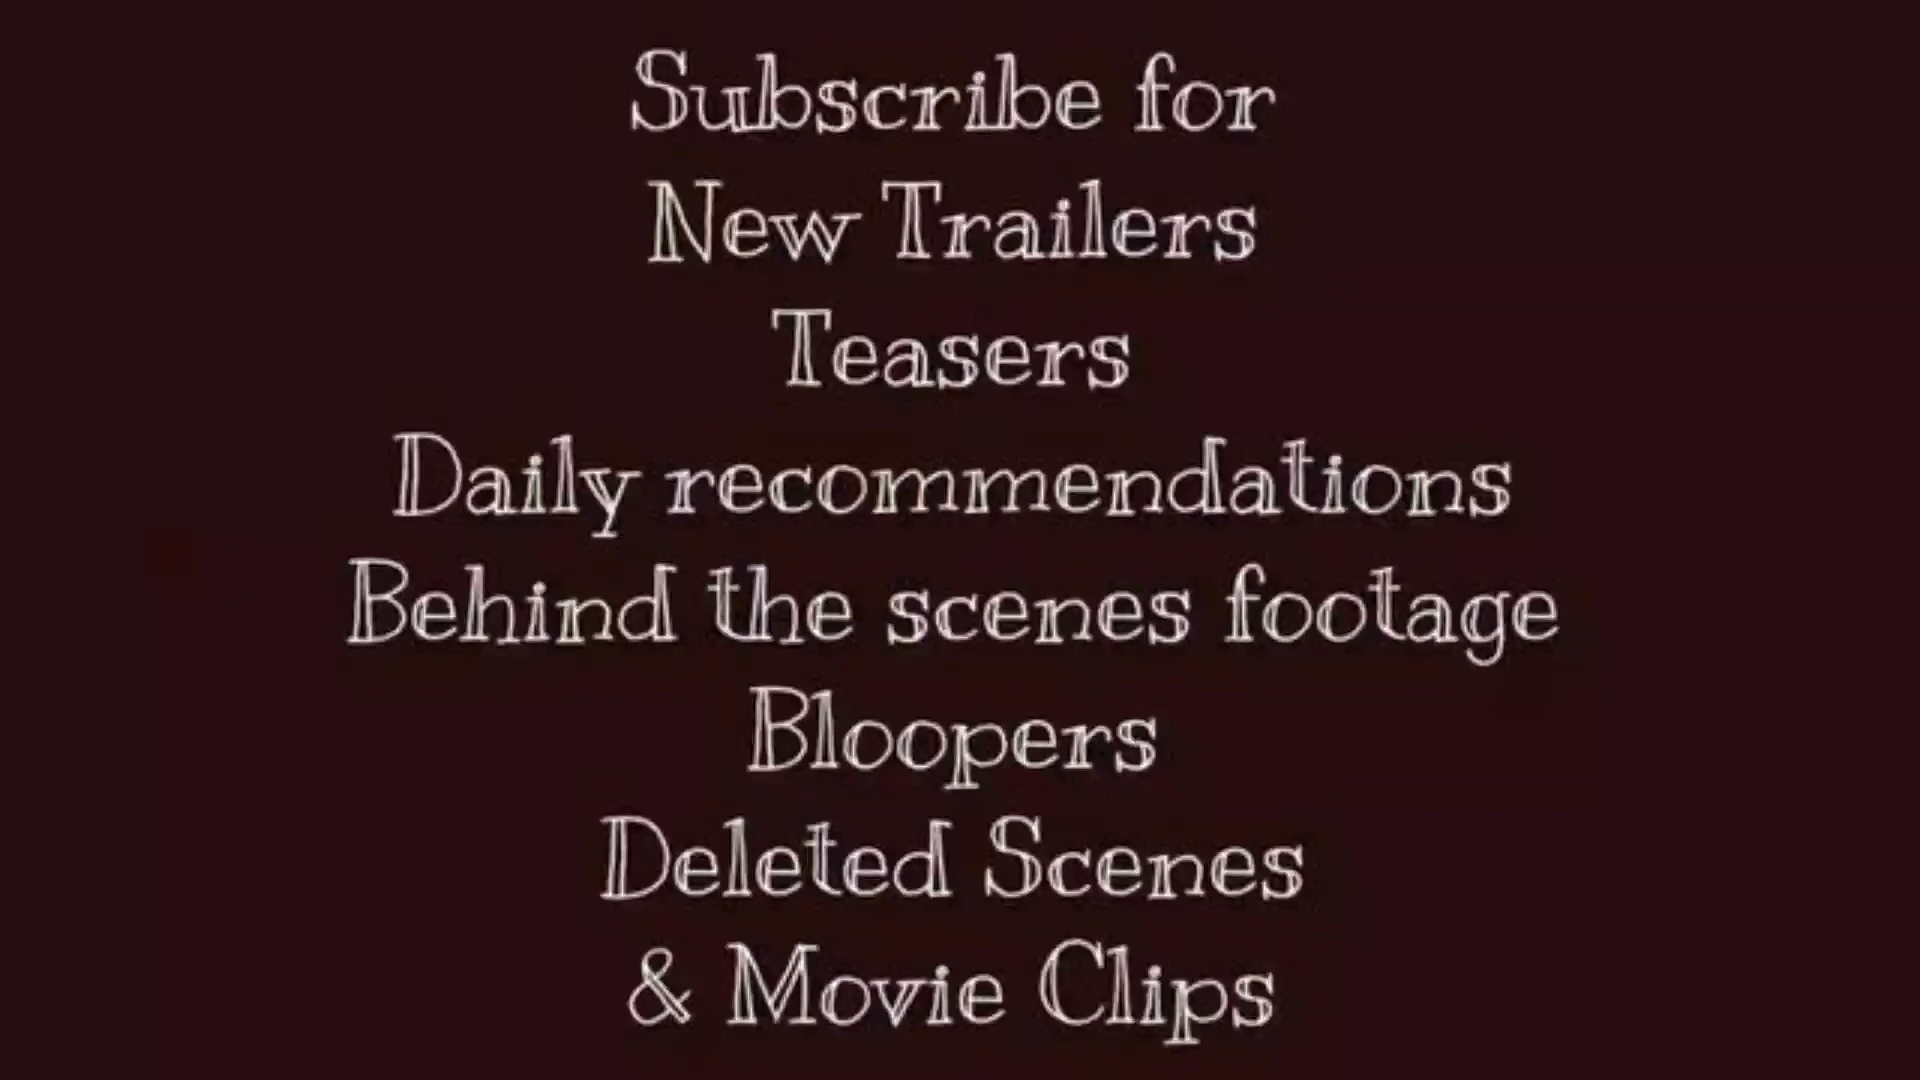 Subscribe for
New Trailers
Teasers
Daily recommendations
Behind the scenes footage
Bloopers
Deleted Scenes
& Movie Clips